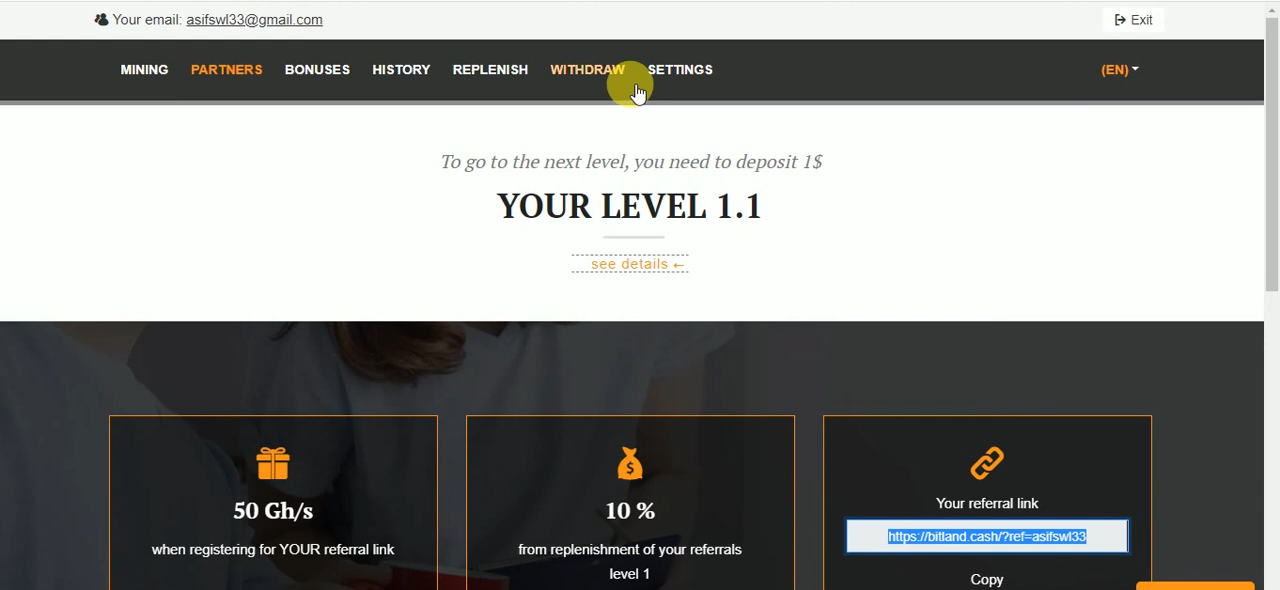 Your email: asifswl33@gmail.com
Exit
MINING PARTNERS BONUSES HISTORY REPLENISH WITHDRAW SETTINGS (EN)
To go to the next level, you need to deposit 1$
YOUR LEVEL 1.1
see details ←
50 Gh/s
when registering for YOUR referral link
10 %
from replenishment of your referrals
level 1
Your referral link
https://bitland.cash/?ref=asifswl33
Copy